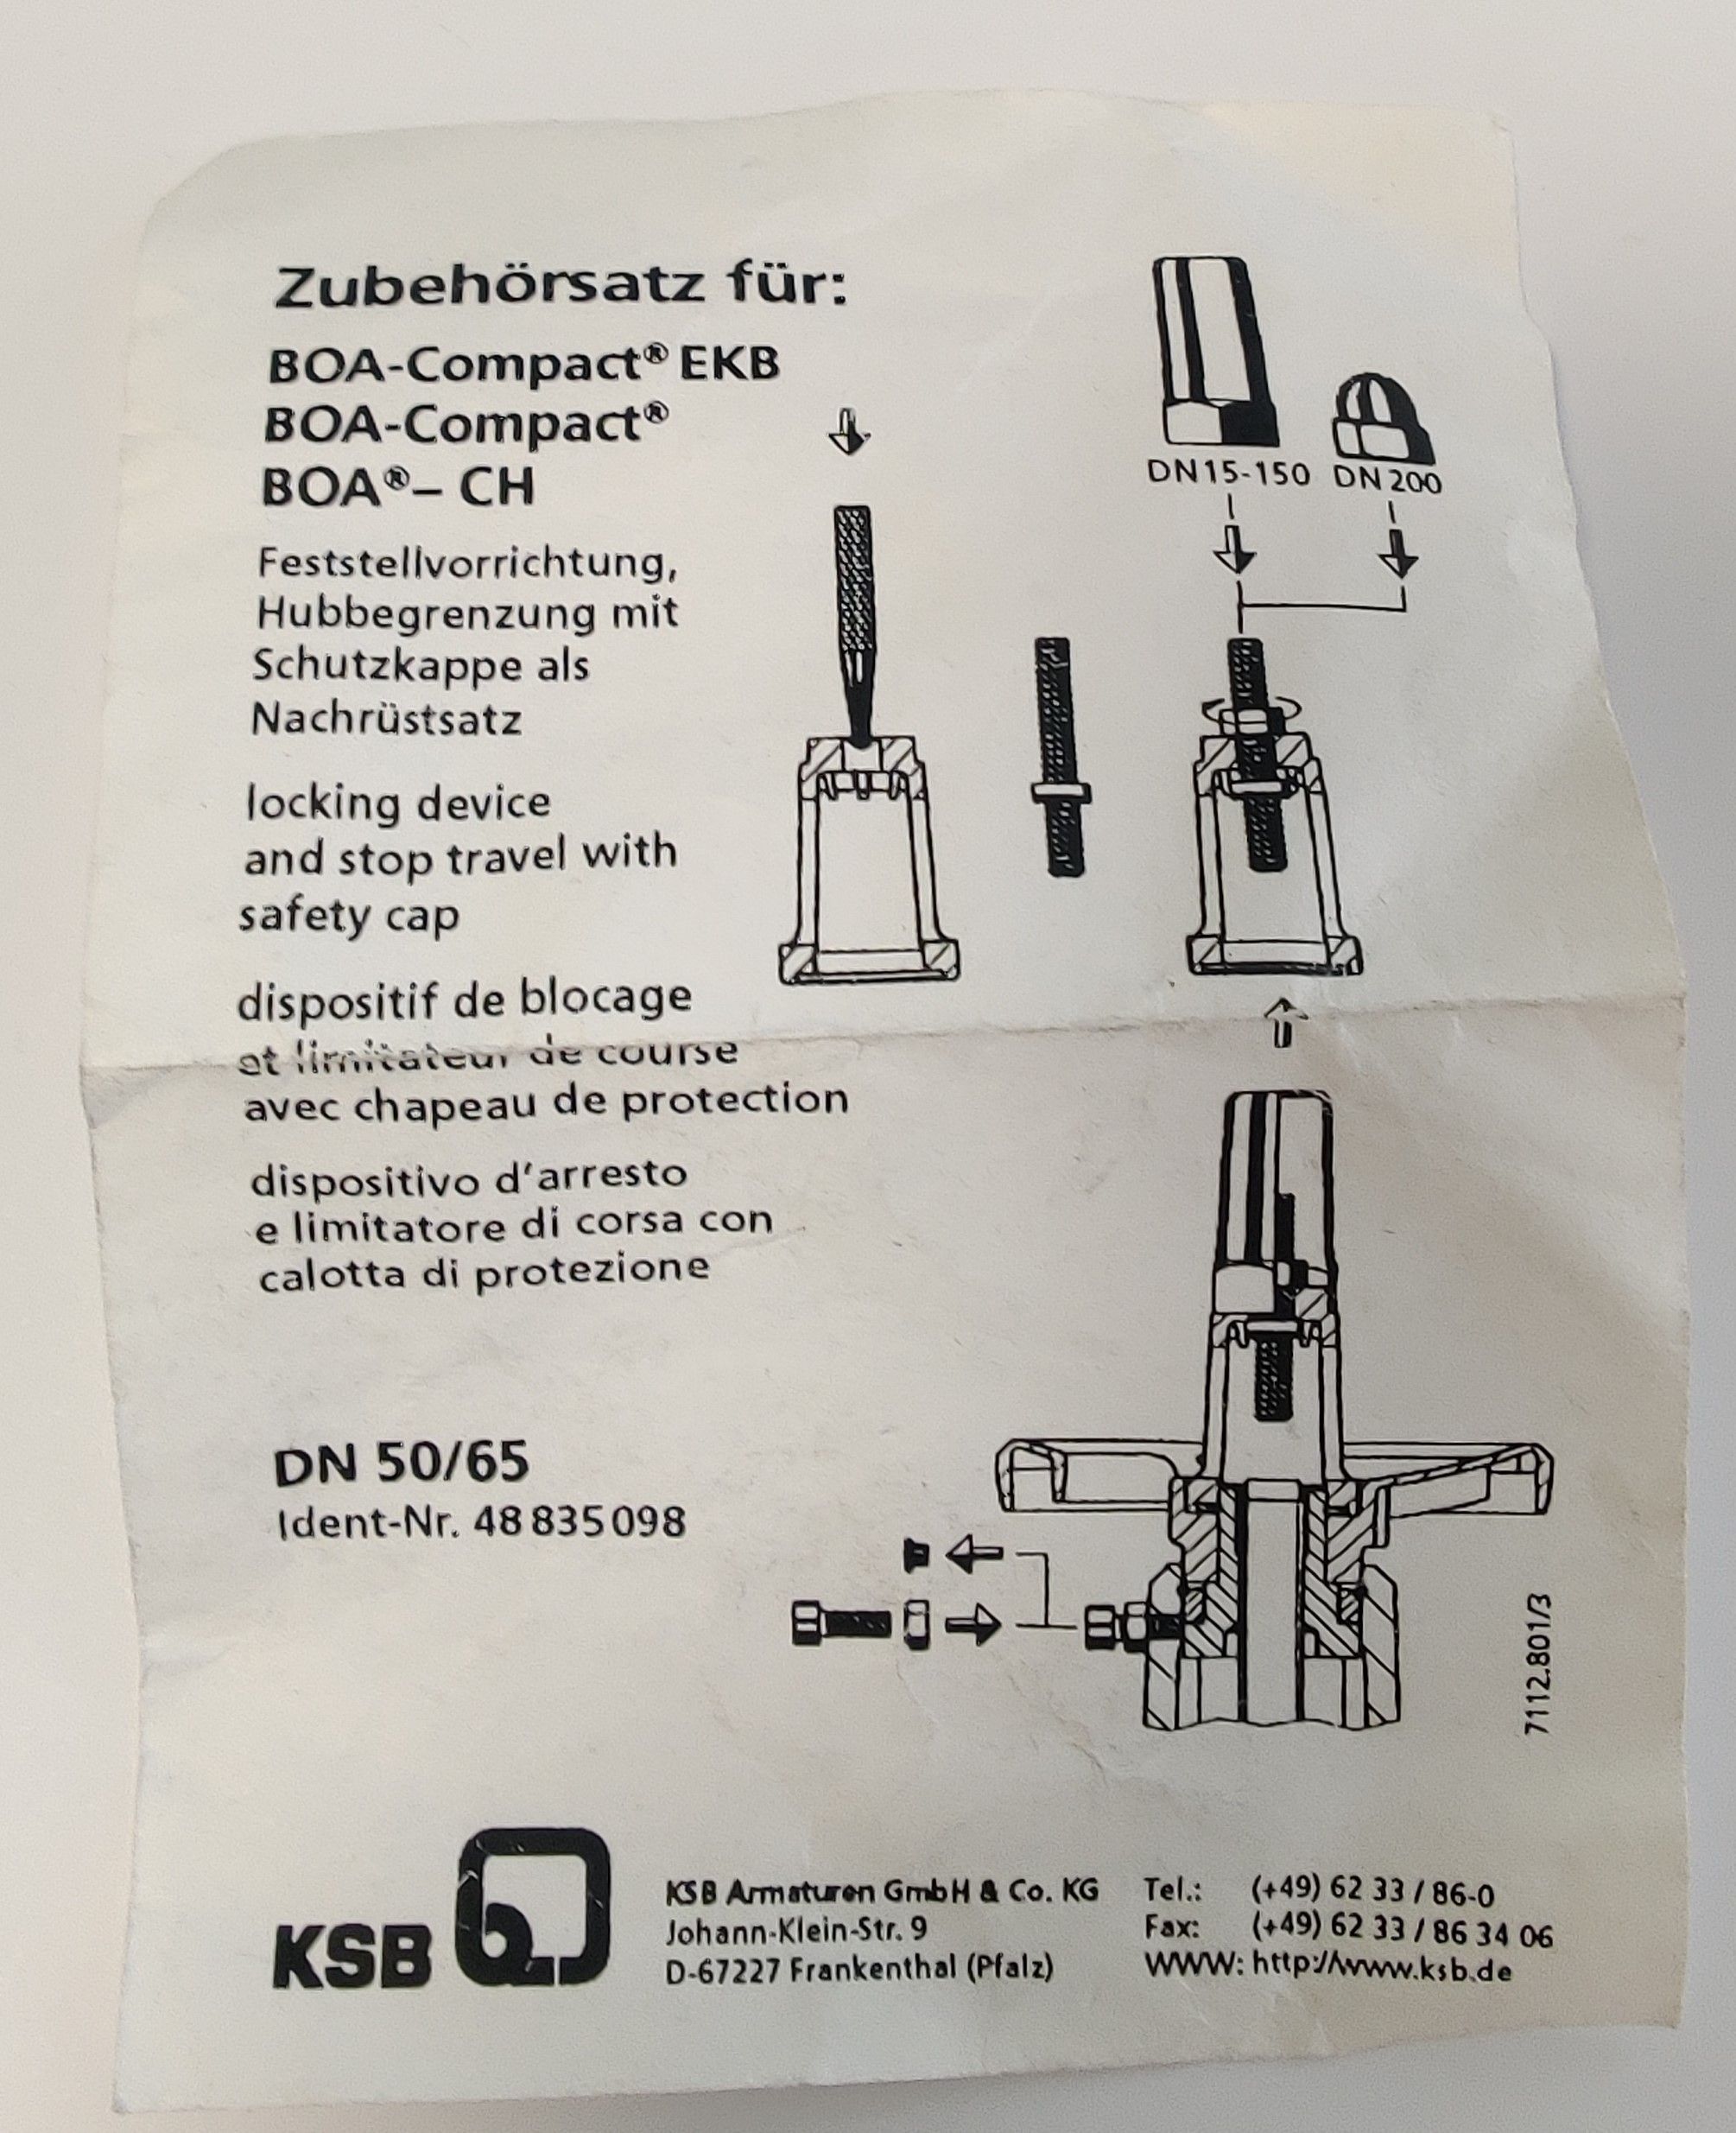 Zubehörsatz für:
BOA-Compact® EKB
BOA-Compact®
BOA®– CH
Feststellvorrichtung,
Hubbegrenzung mit
Schutzkappe als
Nachrüstsatz
locking device
and stop travel with
safety cap
dispositif de blocage
et limitateur de course
avec chapeau de protection
dispositivo d'arresto
e limitatore di corsa con
calotta di protezione
DN 50/65
Ident-Nr. 48 835 098
DN 15-150
DN 200
7112.801/3
KSB
KSB Armaturen GmbH & Co. KG
Johann-Klein-Str. 9
D-67227 Frankenthal (Pfalz)
Tel.: (+49) 62 33 / 86-0
Fax: (+49) 62 33 / 86 34 06
WWW: http://www.ksb.de